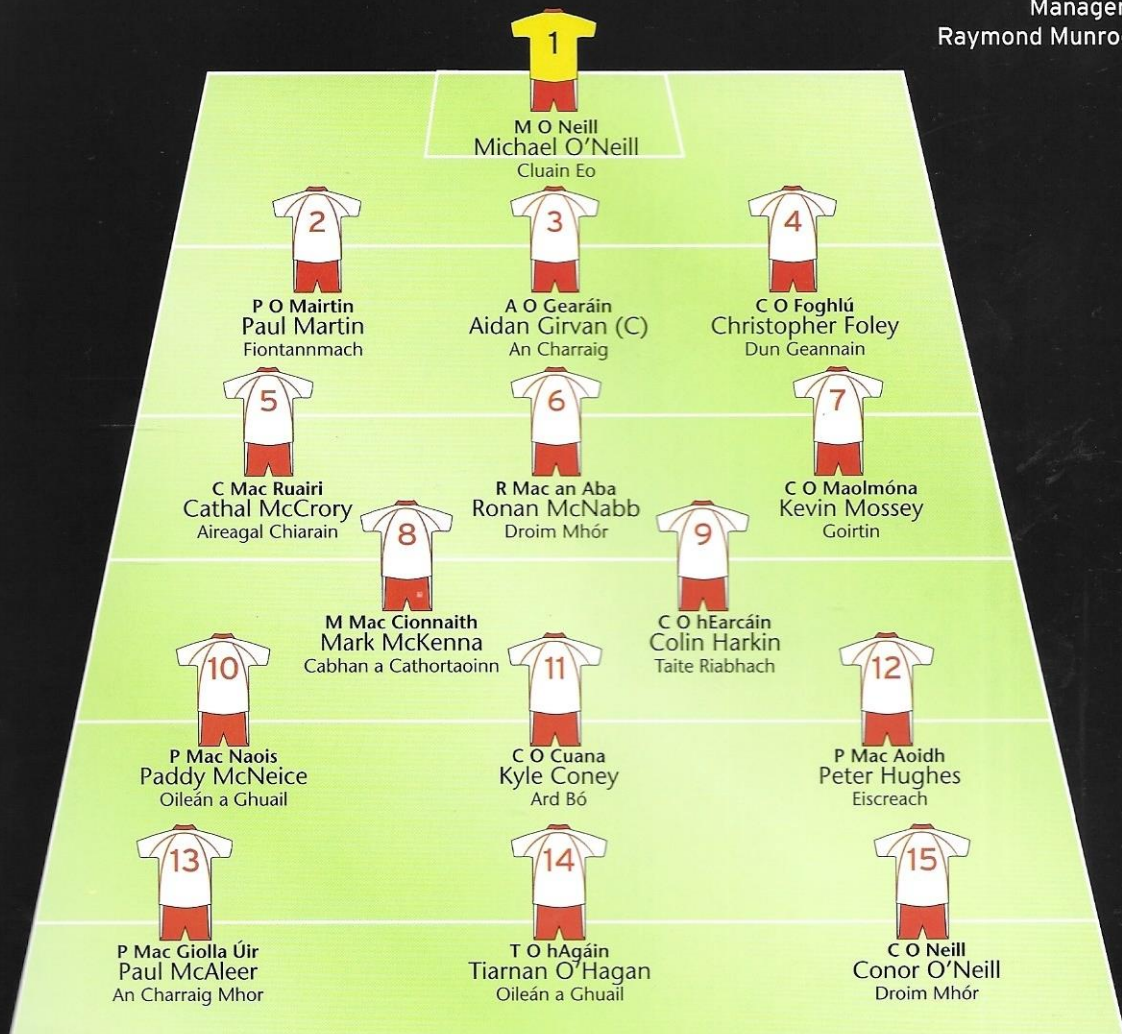 Manager
Raymond Munroe
1
M O Neill
Michael O'Neill
Cluain Eo
2
3
4
P O Mairtin
Paul Martin
Fiontannmach
A O Gearáin
Aidan Girvan (C)
An Charraig
C O Foghlú
Christopher Foley
Dun Geannain
5
6
7
C Mac Ruairi
Cathal McCrory
Aireagal Chiarain
R Mac an Aba
Ronan McNabb
Droim Mhór
C O Maolmóna
Kevin Mossey
Goirtin
8
9
M Mac Cionnaith
Mark McKenna
Cabhan a Cathortaoinn
C O hEarcáin
Colin Harkin
Taite Riabhach
10
11
12
P Mac Naois
Paddy McNeice
Oileán a Ghuail
C O Cuana
Kyle Coney
Ard Bó
P Mac Aoidh
Peter Hughes
Eiscreach
13
14
15
P Mac Giolla Úir
Paul McAleer
An Charraig Mhor
T O hAgáin
Tiarnan O'Hagan
Oileán a Ghuail
C O Neill
Conor O'Neill
Droim Mhór